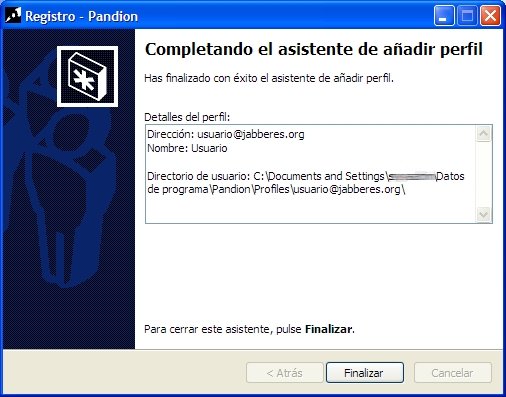 Registro - Pandion
Completando el asistente de añadir perfil
Has finalizado con éxito el asistente de añadir perfil.
Detalles del perfil:
Dirección: usuario@jabberes.org
Nombre: Usuario
Directorio de usuario: C:\Documents and Settings\ Datos
de programa\Pandion\Profiles\usuario@jabberes.org\
Para cerrar este asistente, pulse Finalizar.
< Atrás
Finalizar
Cancelar